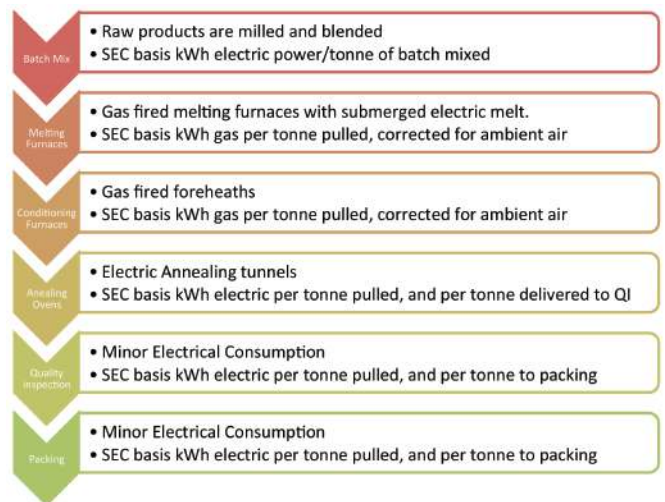 Batch Mix
• Raw products are milled and blended
• SEC basis kWh electric power/tonne of batch mixed
Melting
Furnaces
• Gas fired melting furnaces with submerged electric melt.
• SEC basis kWh gas per tonne pulled, corrected for ambient air
Conditioning
Furnaces
• Gas fired foreheaths
• SEC basis kWh gas per tonne pulled, corrected for ambient air
Anealing
Ovens
• Electric Annealing tunnels
• SEC basis kWh electric per tonne pulled, and per tonne delivered to QI
Quality
inspection
• Minor Electrical Consumption
• SEC basis kWh electric per tonne pulled, and per tonne to packing
Packing
• Minor Electrical Consumption
• SEC basis kWh electric per tonne pulled, and per tonne to packing